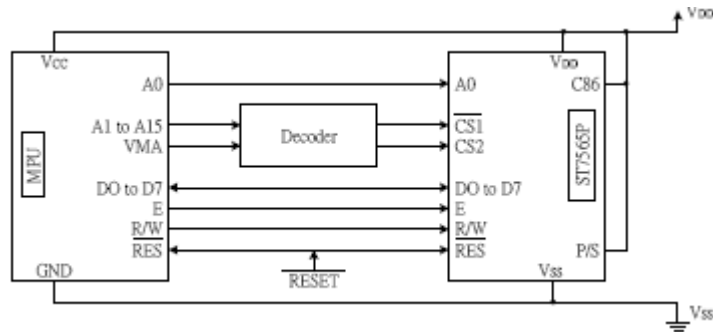 VDD
VCC
VDD
A0
A0
C86
A1 to A15
Decoder
CS1
VMA
CS2
MPU
ST7565P
DO to D7
DO to D7
E
E
R/W
R/W
RES
RES
P/S
GND
RESET
VSS
VSS